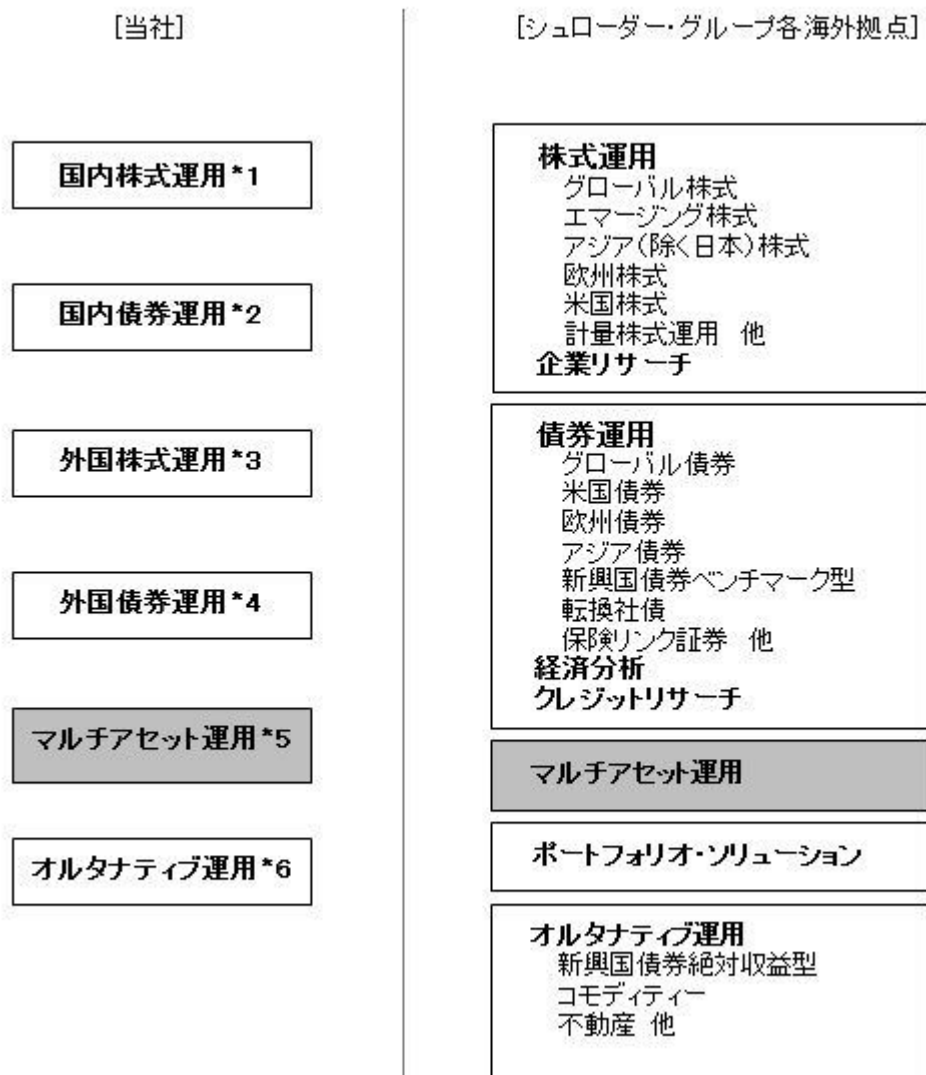 [当社]
国内株式運用*1
国内債券運用*2
外国株式運用*3
外国債券運用*4
マルチアセット運用*5
オルタナティブ運用*6
[シュローダー・グループ各海外拠点]
株式運用
グローバル株式
エマージング株式
アジア(除く日本)株式
欧州株式
米国株式
計量株式運用 他
企業リサーチ
債券運用
グローバル債券
米国債券
欧州債券
アジア債券
新興国債券ベンチマーク型
転換社債
保険リンク証券 他
経済分析
クレジットリサーチ
マルチアセット運用
ポートフォリオ・ソリューション
オルタナティブ運用
新興国債券絶対収益型
コモディティー
不動産 他